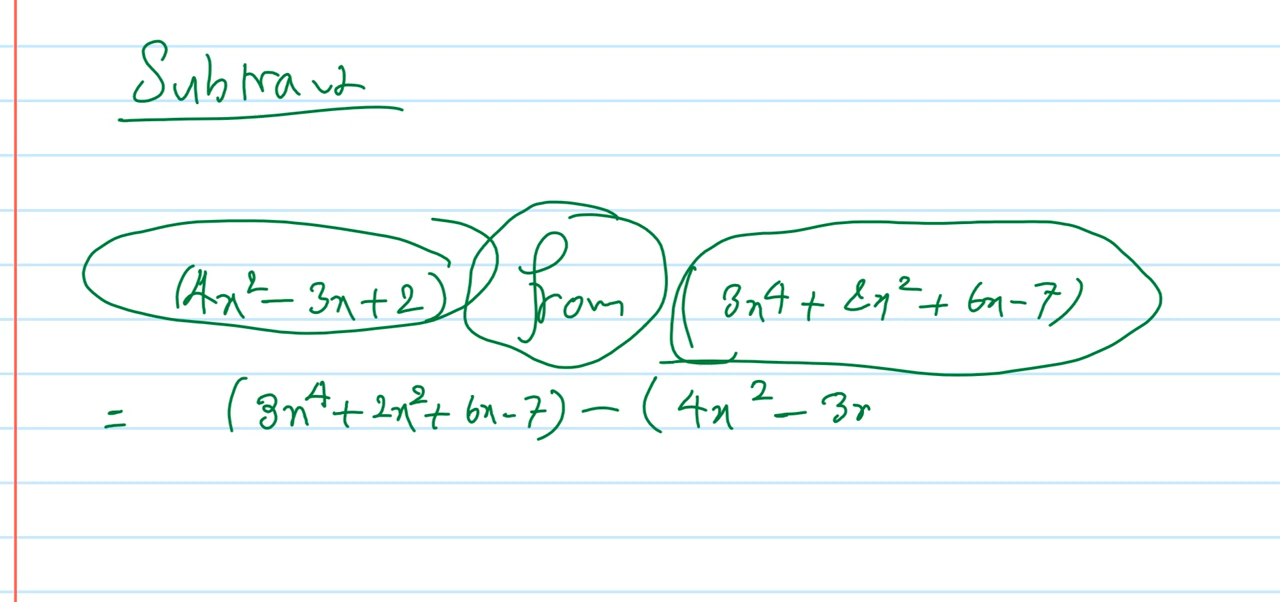 Subtract
(4x² - 3x + 2) from (3x⁴ + 2x² + 6x - 7)
= (3x⁴ + 2x² + 6x - 7) - (4x² - 3x